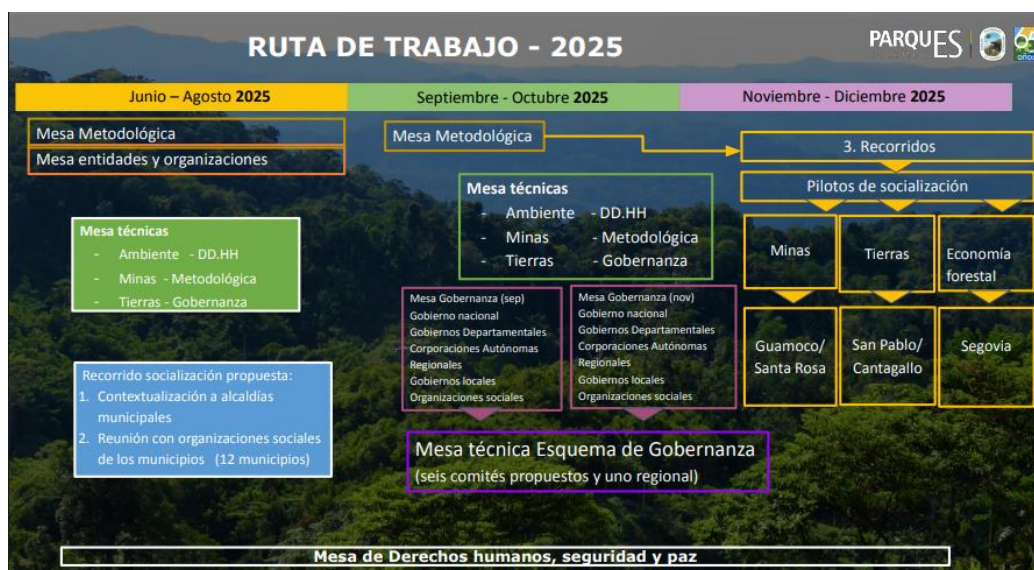 RUTA DE TRABAJO - 2025
PARQUES
Junio – Agosto 2025
Septiembre - Octubre 2025
Noviembre - Diciembre 2025
Mesa Metodológica
Mesa entidades y organizaciones
Mesa técnicas
- Ambiente - DD.HH
- Minas - Metodológica
- Tierras - Gobernanza
Recorrido socialización propuesta:
1. Contextualización a alcaldías
municipales
2. Reunión con organizaciones sociales
de los municipios (12 municipios)
Mesa Metodológica
Mesa técnicas
- Ambiente - DD.HH
- Minas - Metodológica
- Tierras - Gobernanza
Mesa Gobernanza (sep)
Gobierno nacional
Gobiernos Departamentales
Corporaciones Autónomas
Regionales
Gobiernos locales
Organizaciones sociales
Mesa Gobernanza (nov)
Gobierno nacional
Gobiernos Departamentales
Corporaciones Autónomas
Regionales
Gobiernos locales
Organizaciones sociales
Mesa técnica Esquema de Gobernanza
(seis comités propuestos y uno regional)
3. Recorridos
Pilotos de socialización
Minas
Tierras
Economía
forestal
Guamoco/
Santa Rosa
San Pablo/
Cantagallo
Segovia
Mesa de Derechos humanos, seguridad y paz